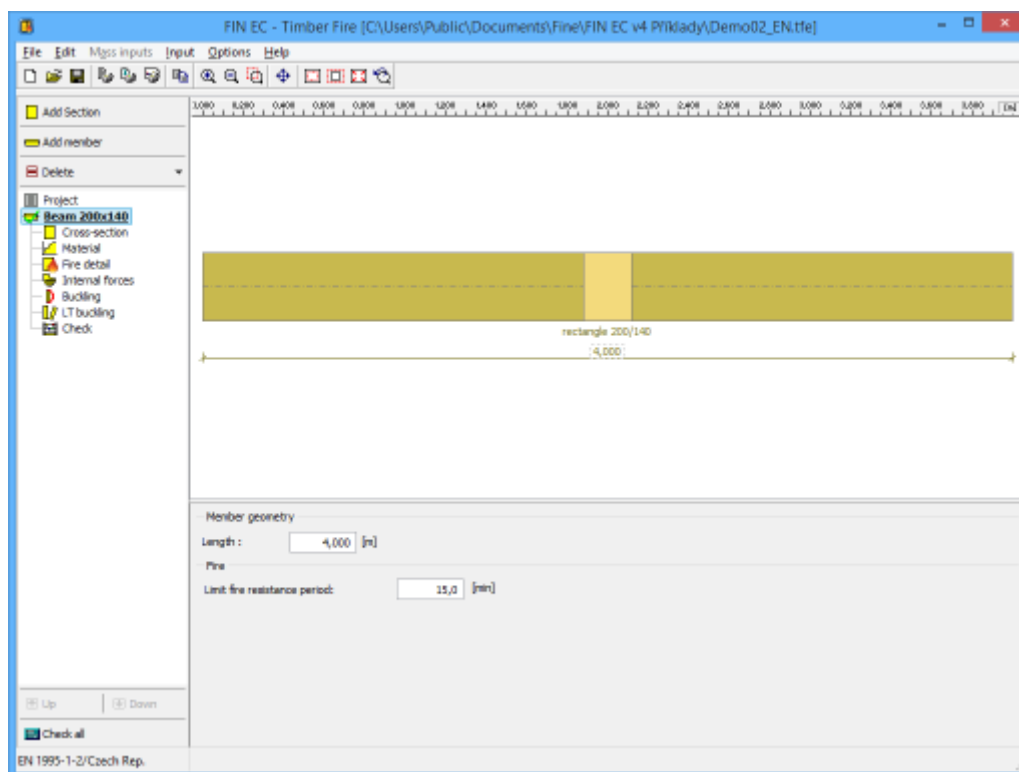 FIN EC - Timber Fire [C:\Users\Public\Documents\Fine\FIN EC v4 Příklady\Demo02_EN.tfe]
File Edit Mass inputs Input Options Help
Add Section
Add member
Delete
Project
Beam 200x140
Cross-section
Material
Fire detail
Internal forces
Buckling
LT buckling
Check
[m]
rectangle 200/140
4,000
Member geometry
Length : 4,000 [m]
Fire
Limit fire resistance period: 15,0 [min]
Up Down
Check all
EN 1995-1-2/Czech Rep.